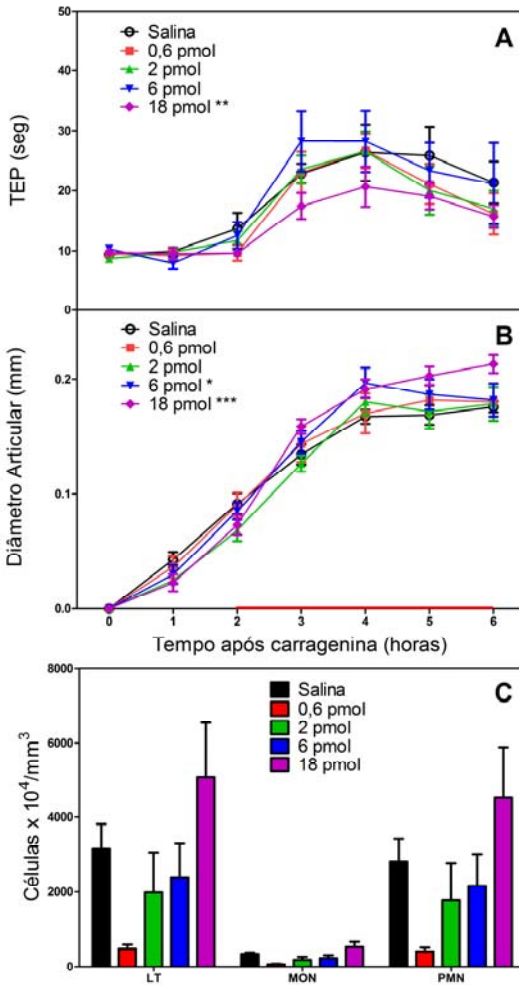 A
50
40
30
20
10
0
TEP (seg)
Salina
0,6 pmol
2 pmol
6 pmol
18 pmol **
B
0.2
0.1
0.0
Diâmetro Articular (mm)
Salina
0,6 pmol
2 pmol
6 pmol *
18 pmol ***
0 1 2 3 4 5 6
Tempo após carragenina (horas)
C
8000
6000
4000
2000
0
Células x 10⁴/mm³
Salina
0,6 pmol
2 pmol
6 pmol
18 pmol
LT MON PMN